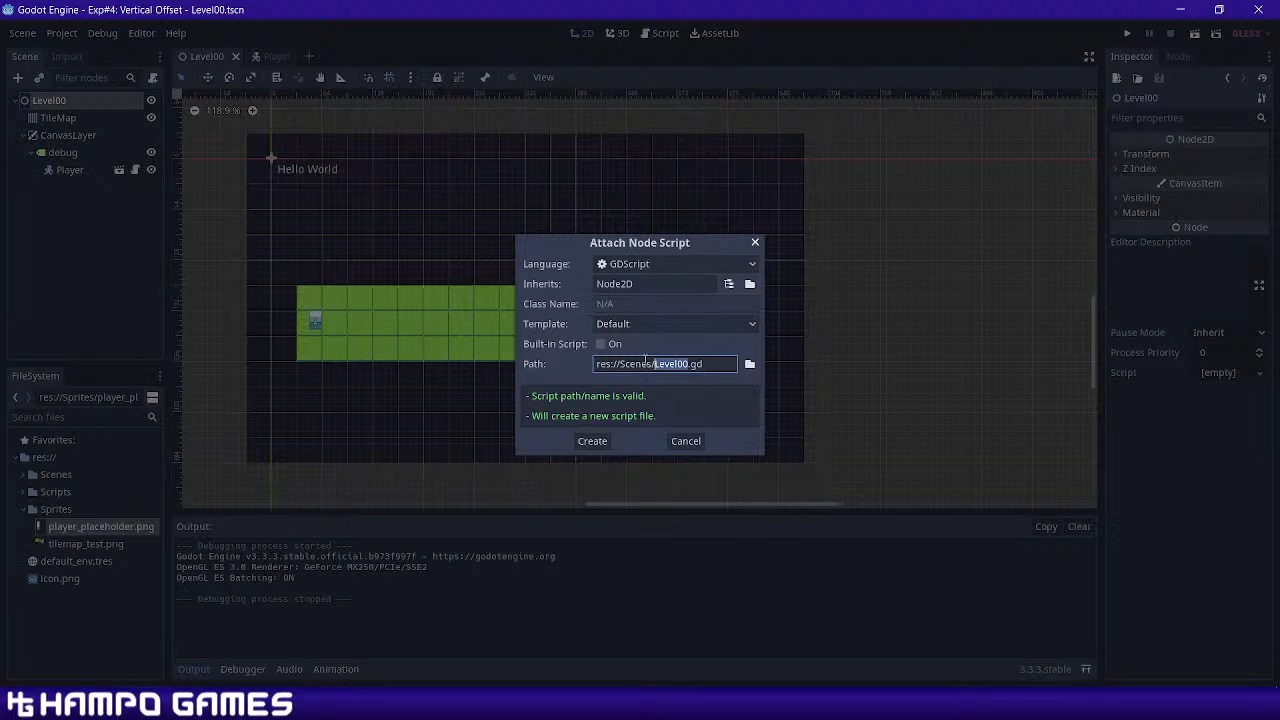 Godot Engine - Exp#4: Vertical Offset - Level00.tscn
Scene Project Debug Editor Help
2D 3D Script AssetLib
GLES3
Scene Import
Level00 Player
Inspector Node
Filter nodes
View
Level00
TileMap
CanvasLayer
debug
Player
118.9 %
Hello World
Level00
Filter properties
Node2D
Transform
Z Index
CanvasItem
Visibility
Material
Node
Editor Description
Pause Mode Inherit
Process Priority 0
Script [empty]
Attach Node Script
Language: GDScript
Inherits: Node2D
Class Name: N/A
Template: Default
Built-in Script: On
Path: res://Scenes/Level00.gd
- Script path/name is valid.
- Will create a new script file.
Create Cancel
FileSystem
res://Sprites/player_pl
Search files
Favorites:
res://
Scenes
Scripts
Sprites
player_placeholder.png
tilemap_test.png
default_env.tres
icon.png
Output:
Copy Clear
--- Debugging process started ---
Godot Engine v3.3.3.stable.official.b973f997f - https://godotengine.org
OpenGL ES 3.0 Renderer: GeForce MX250/PCIe/SSE2
OpenGL ES Batching: ON
--- Debugging process stopped ---
Output Debugger Audio Animation
3.3.3.stable
HAMPO GAMES